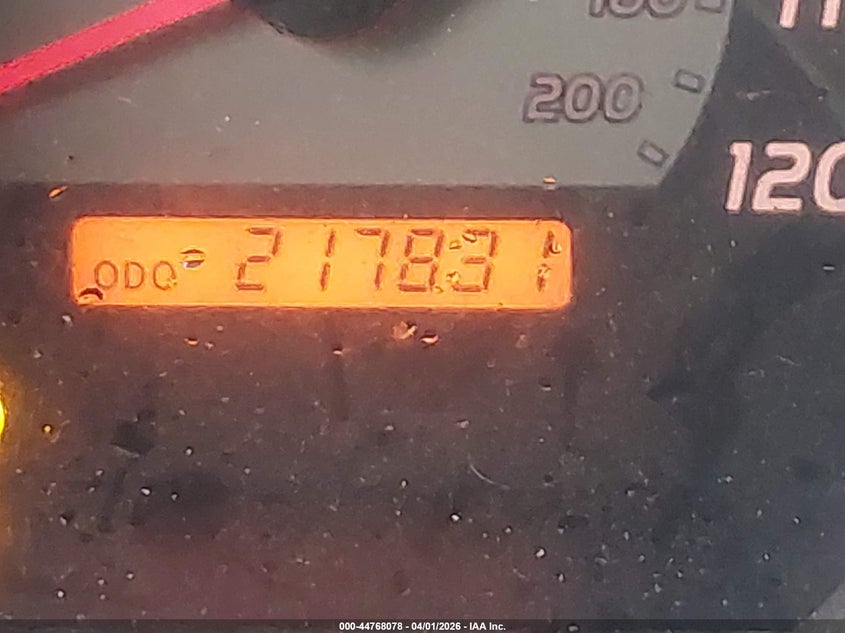 200
120
ODO 217831
000-44768078 - 04/01/2026 - IAA Inc.